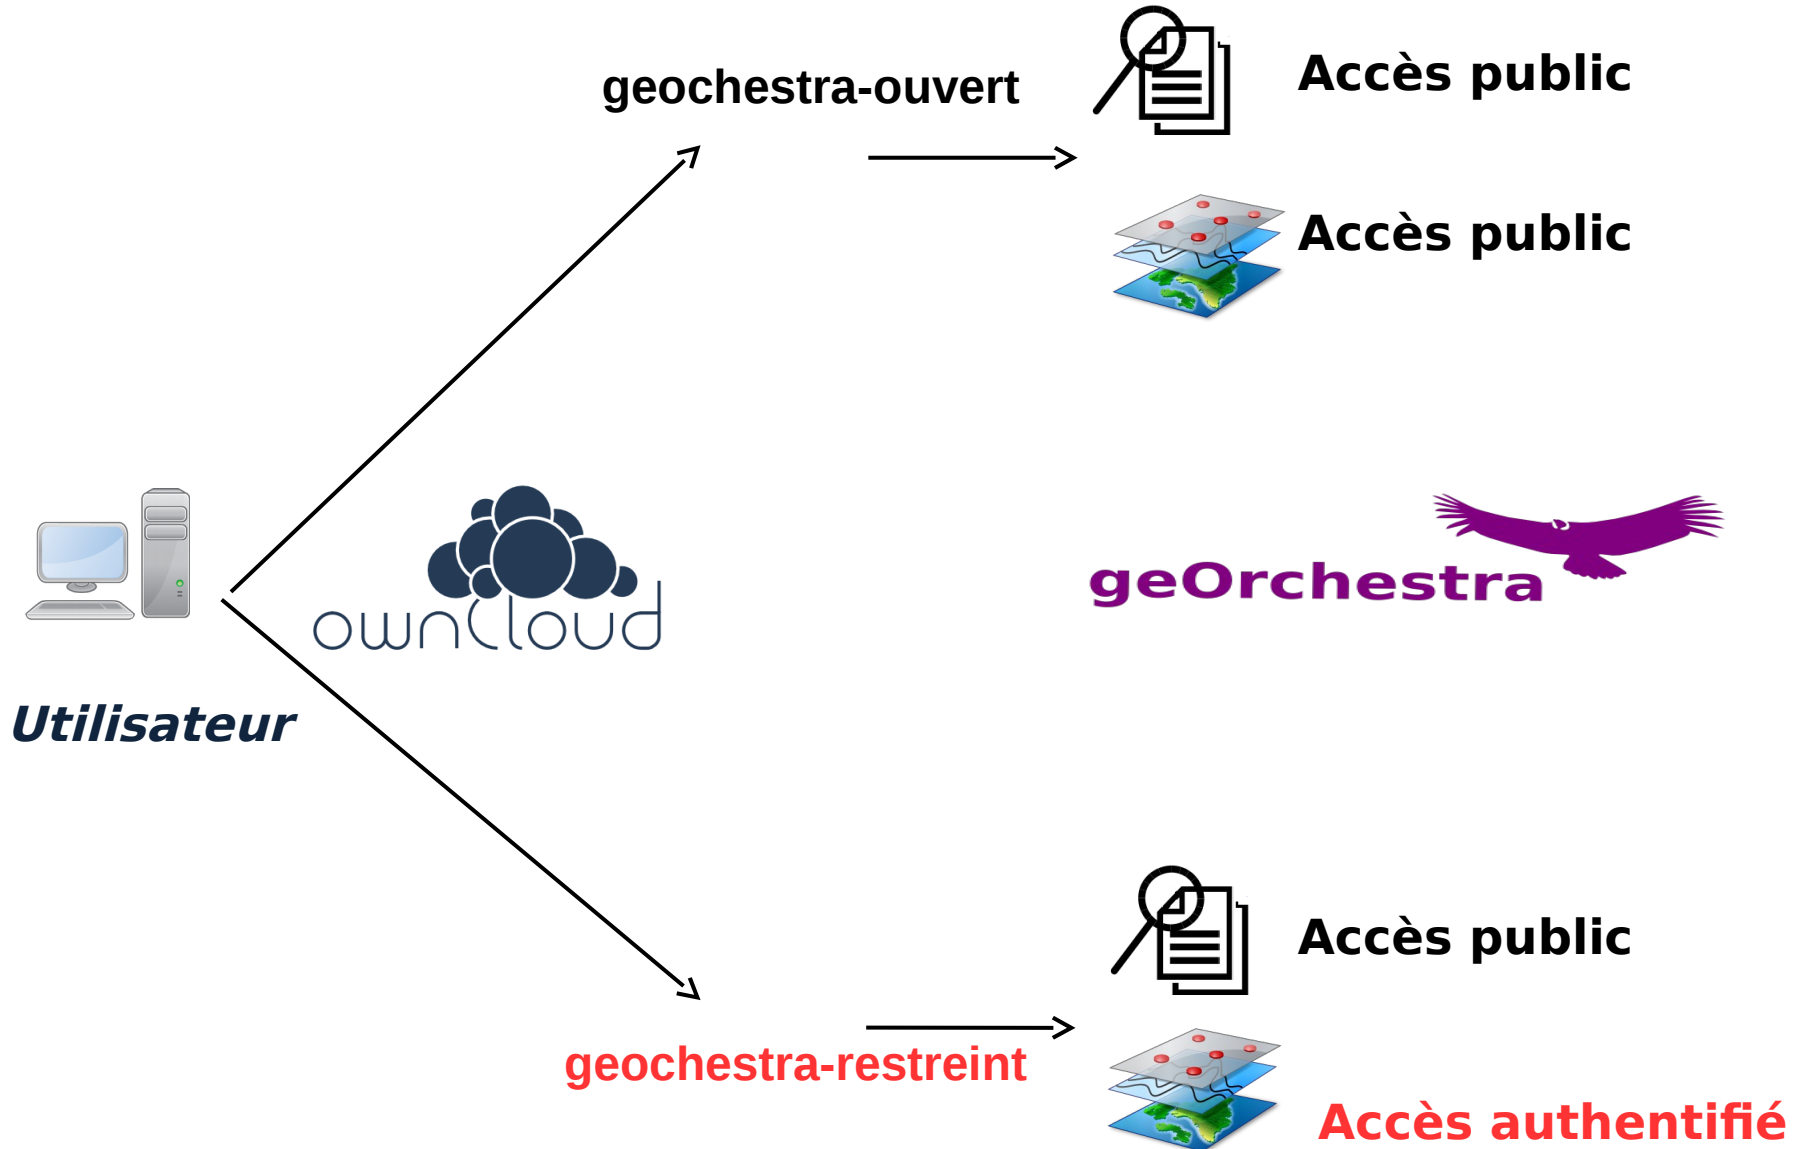 geochestra-ouvert
Accès public
Accès public
ownCloud
geOrchestra
Utilisateur
Accès public
geochestra-restreint
Accès authentifié